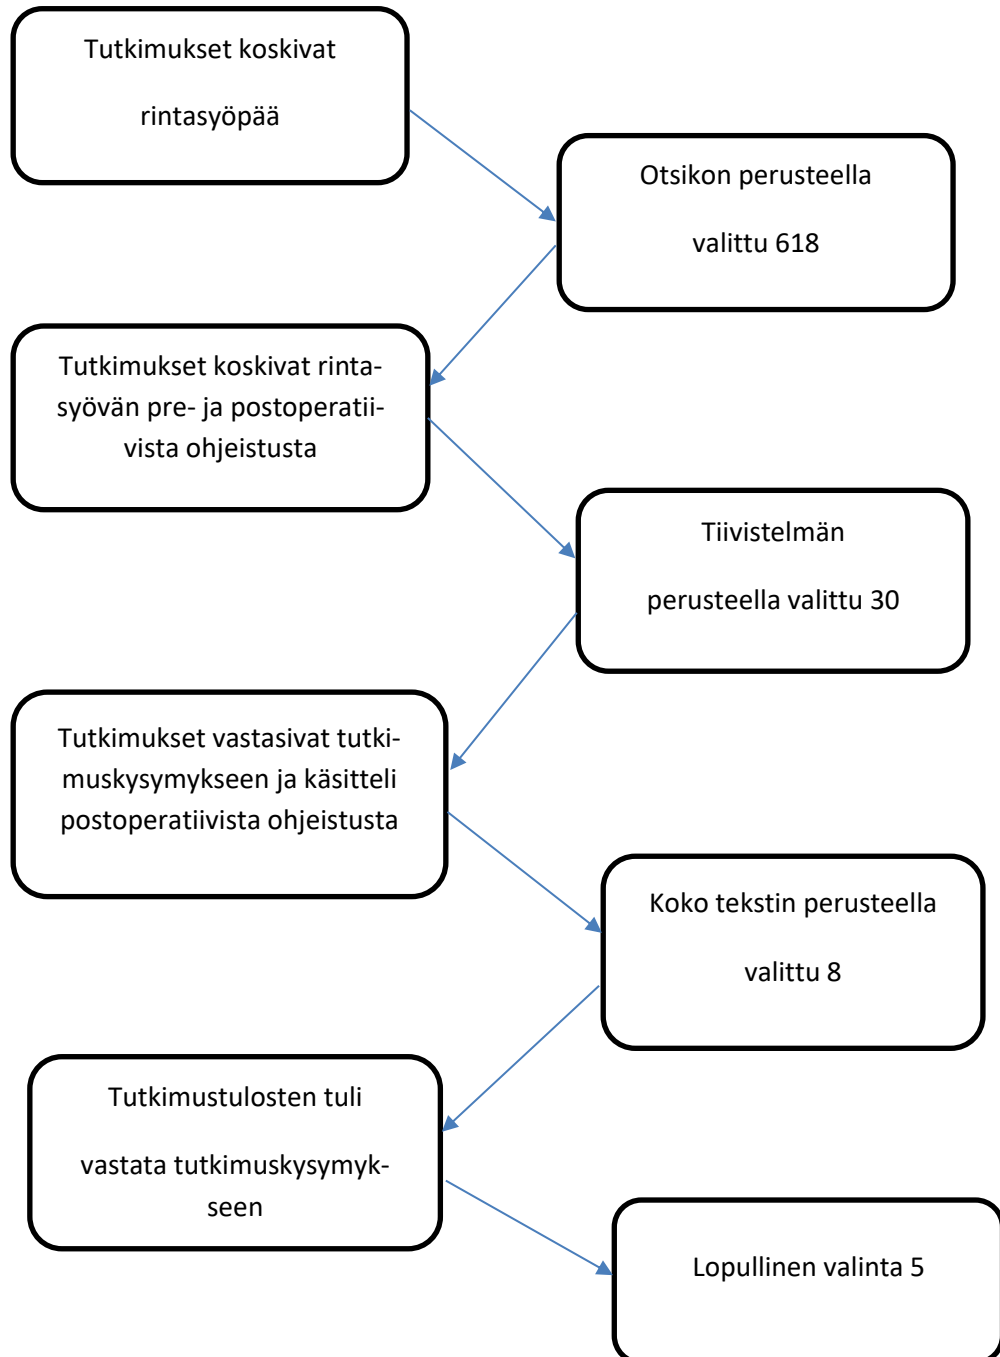 Tutkimukset koskivat
rintasyöpää
Otsikon perusteella
valittu 618
Tutkimukset koskivat rinta-
syövän pre- ja postoperatii-
vista ohjeistusta
Tiivistelmän
perusteella valittu 30
Tutkimukset vastasivat tutki-
muskysymykseen ja käsitteli
postoperatiivista ohjeistusta
Koko tekstin perusteella
valittu 8
Tutkimustulosten tuli
vastata tutkimuskysymyk-
seen
Lopullinen valinta 5